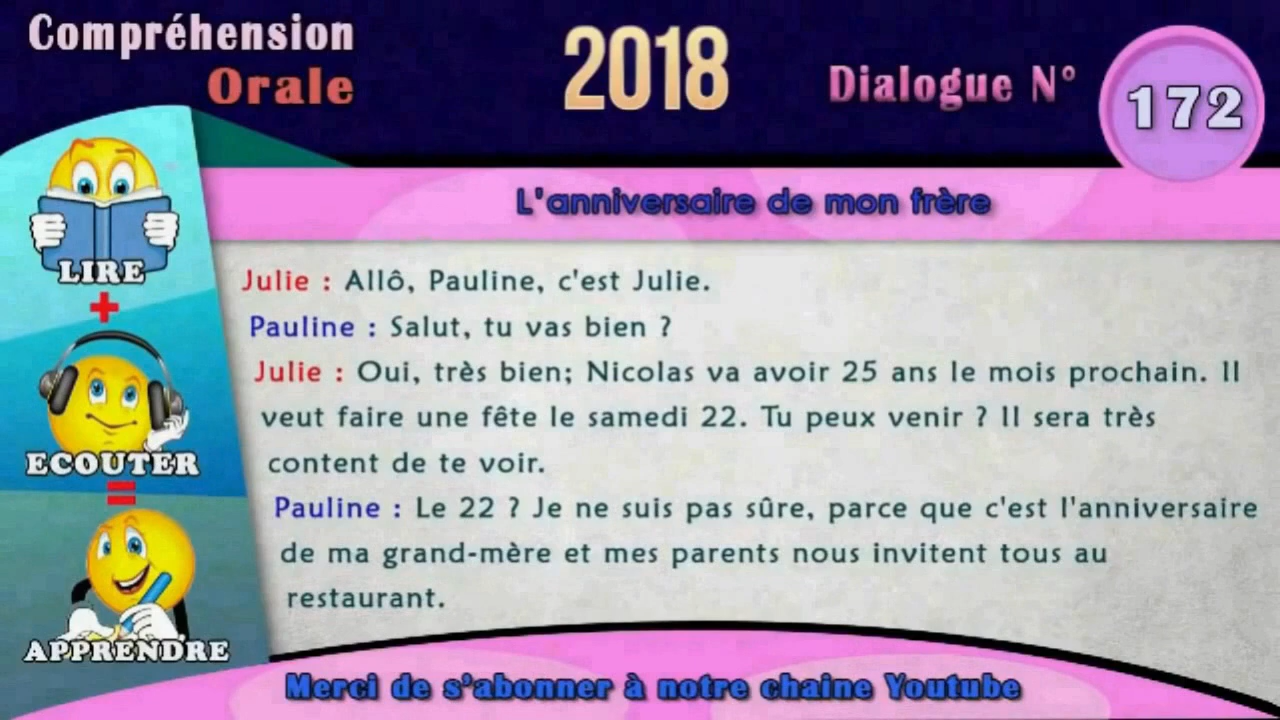 Compréhension
Orale
2018
Dialogue N°
172
L'anniversaire de mon frère
LIRE
+
ECOUTER
=
APPRENDRE
Julie : Allô, Pauline, c'est Julie.
Pauline : Salut, tu vas bien ?
Julie : Oui, très bien; Nicolas va avoir 25 ans le mois prochain. Il
veut faire une fête le samedi 22. Tu peux venir ? Il sera très
content de te voir.
Pauline : Le 22 ? Je ne suis pas sûre, parce que c'est l'anniversaire
de ma grand-mère et mes parents nous invitent tous au
restaurant.
Merci de s'abonner à notre chaine Youtube